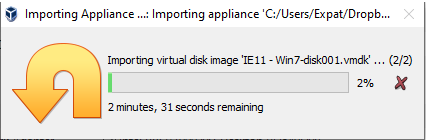 Importing Appliance ...: Importing appliance 'C:/Users/Expat/Dropb...
Importing virtual disk image 'IE11 - Win7-disk001.vmdk' ... (2/2)
2%
2 minutes, 31 seconds remaining